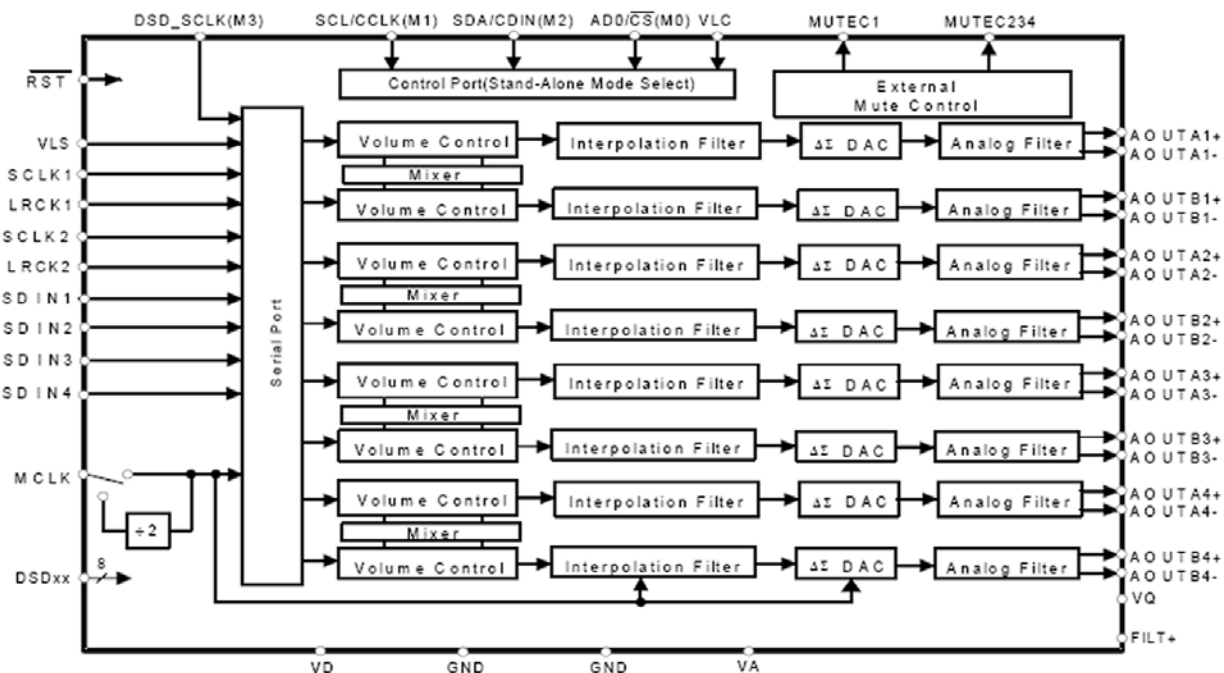 DSD_SCLK(M3) SCL/CCLK(M1) SDA/CDIN(M2) AD0/CS(M0) VLC MUTEC1 MUTEC234
RST
Control Port(Stand-Alone Mode Select)
External
Mute Control
VLS
SCLK1
LRCK1
SCLK2
LRCK2
SDIN1
SDIN2
SDIN3
SDIN4
MCLK
÷2
8
DSDxx
Serial Port
Volume Control Interpolation Filter ΔΣ DAC Analog Filter AOUTA1+
AOUTA1-
Mixer
Volume Control Interpolation Filter ΔΣ DAC Analog Filter AOUTB1+
AOUTB1-
Volume Control Interpolation Filter ΔΣ DAC Analog Filter AOUTA2+
AOUTA2-
Mixer
Volume Control Interpolation Filter ΔΣ DAC Analog Filter AOUTB2+
AOUTB2-
Volume Control Interpolation Filter ΔΣ DAC Analog Filter AOUTA3+
AOUTA3-
Mixer
Volume Control Interpolation Filter ΔΣ DAC Analog Filter AOUTB3+
AOUTB3-
Volume Control Interpolation Filter ΔΣ DAC Analog Filter AOUTA4+
AOUTA4-
Mixer
Volume Control Interpolation Filter ΔΣ DAC Analog Filter AOUTB4+
AOUTB4-
VQ
FILT+
VD GND GND VA